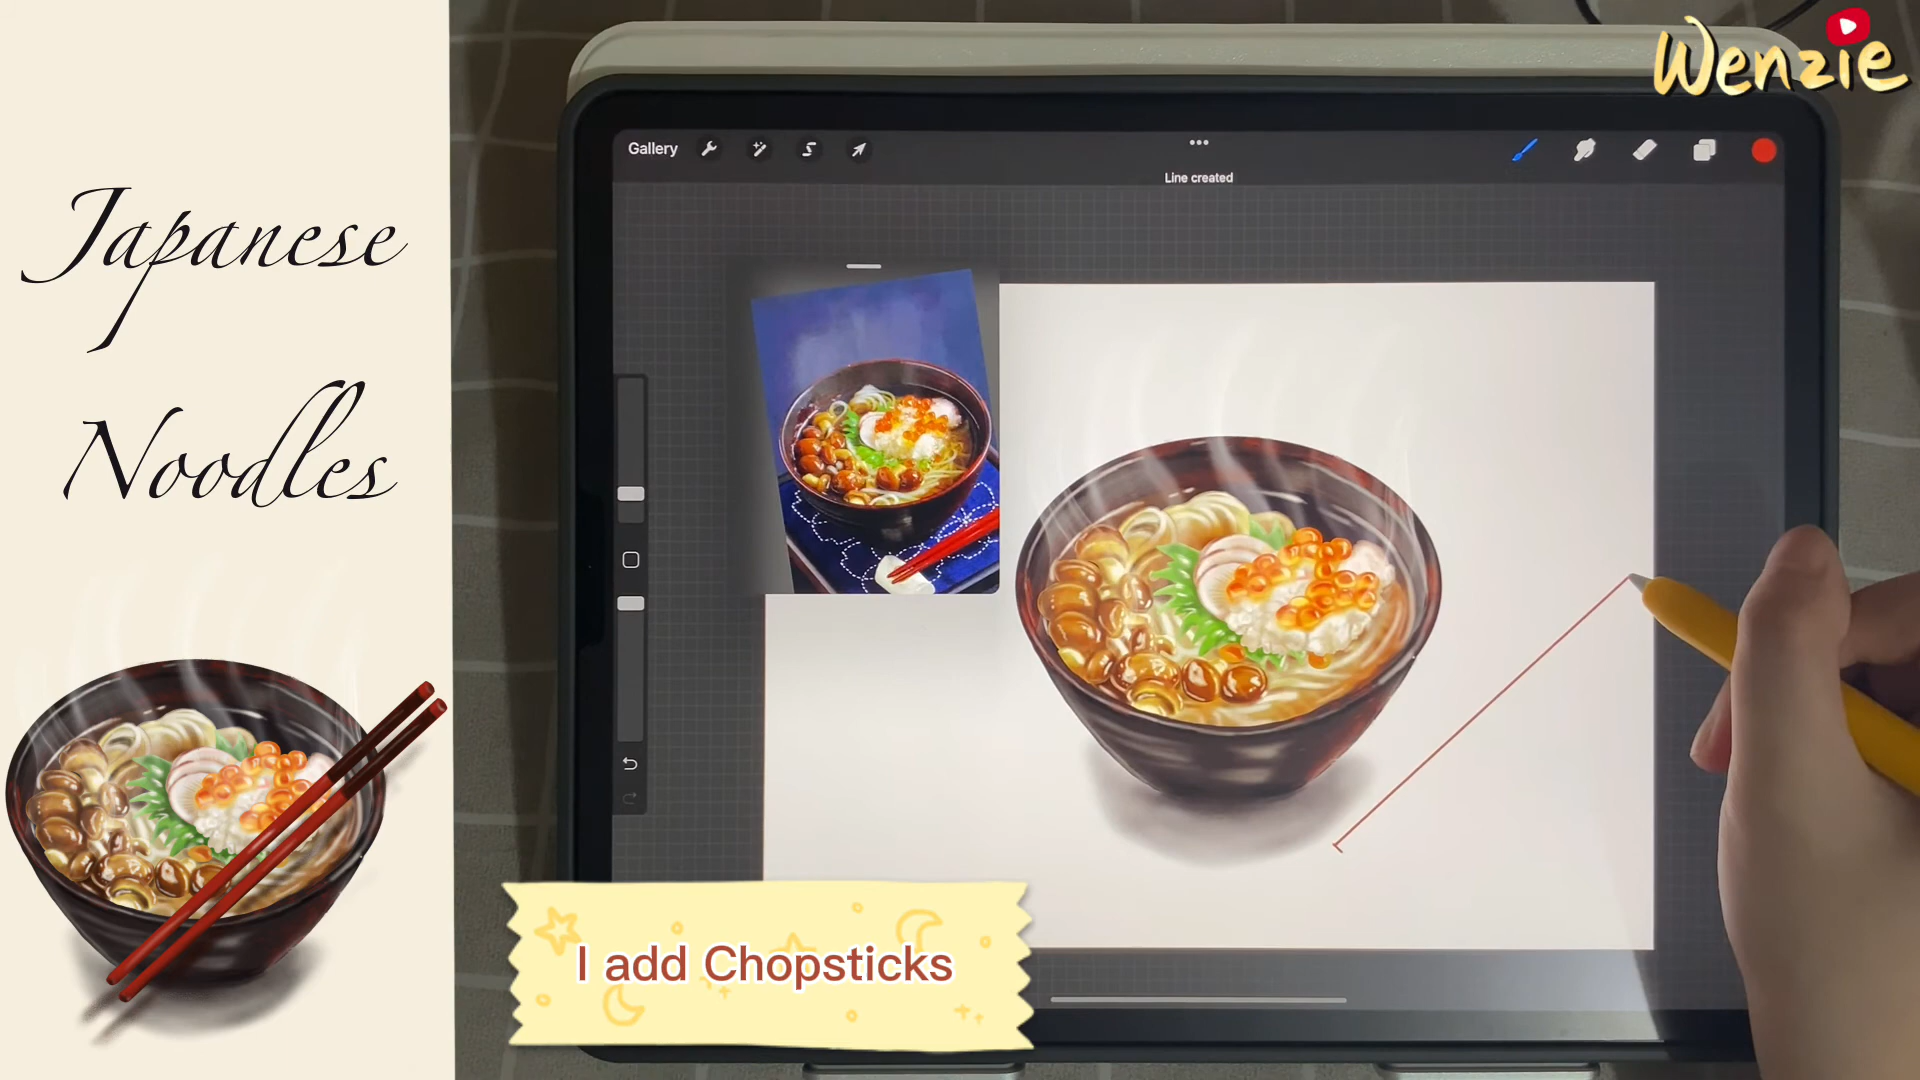 Japanese
Noodles
Wenzie
Gallery
Line created
I add Chopsticks